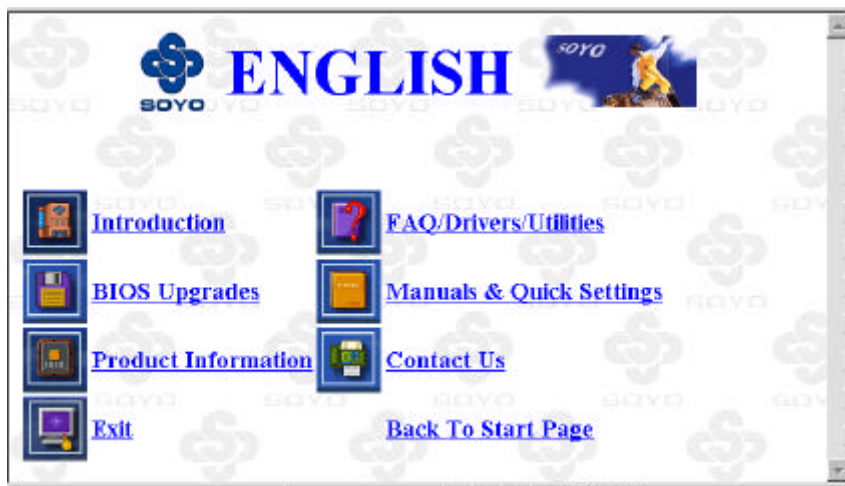 SOYO ENGLISH SOYO
Introduction FAQ/Drivers/Utilities
BIOS Upgrades Manuals & Quick Settings
Product Information Contact Us
Exit Back To Start Page